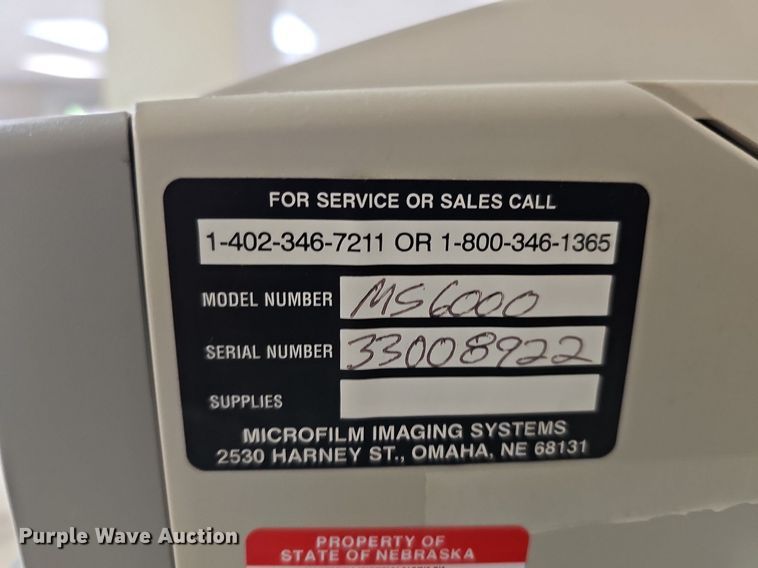 FOR SERVICE OR SALES CALL
1-402-346-7211 OR 1-800-346-1365
MODEL NUMBER MS6000
SERIAL NUMBER 33008922
SUPPLIES
MICROFILM IMAGING SYSTEMS
2530 HARNEY ST., OMAHA, NE 68131
PROPERTY OF
STATE OF NEBRASKA
Purple Wave Auction